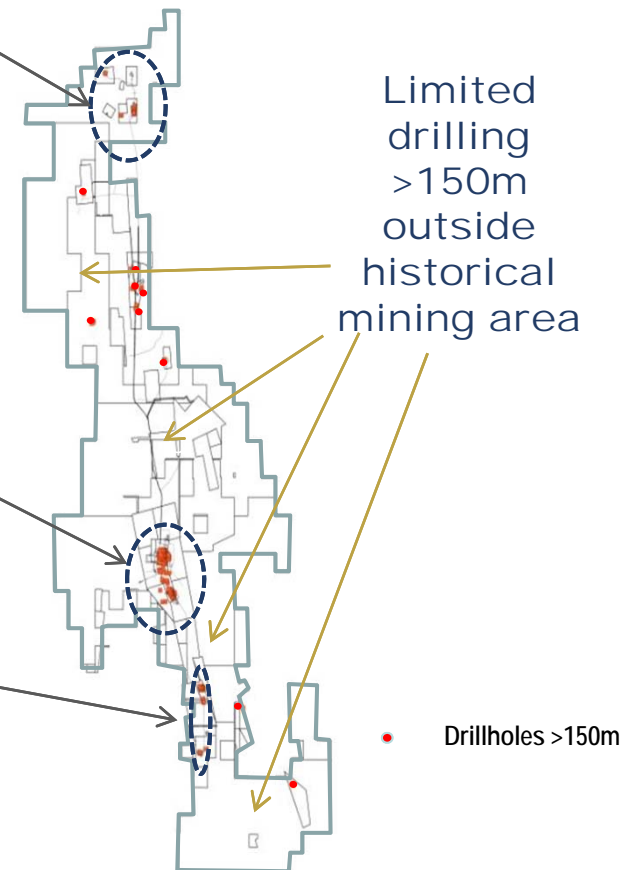 Limited
drilling
>150m
outside
historical
mining area
Drillholes >150m